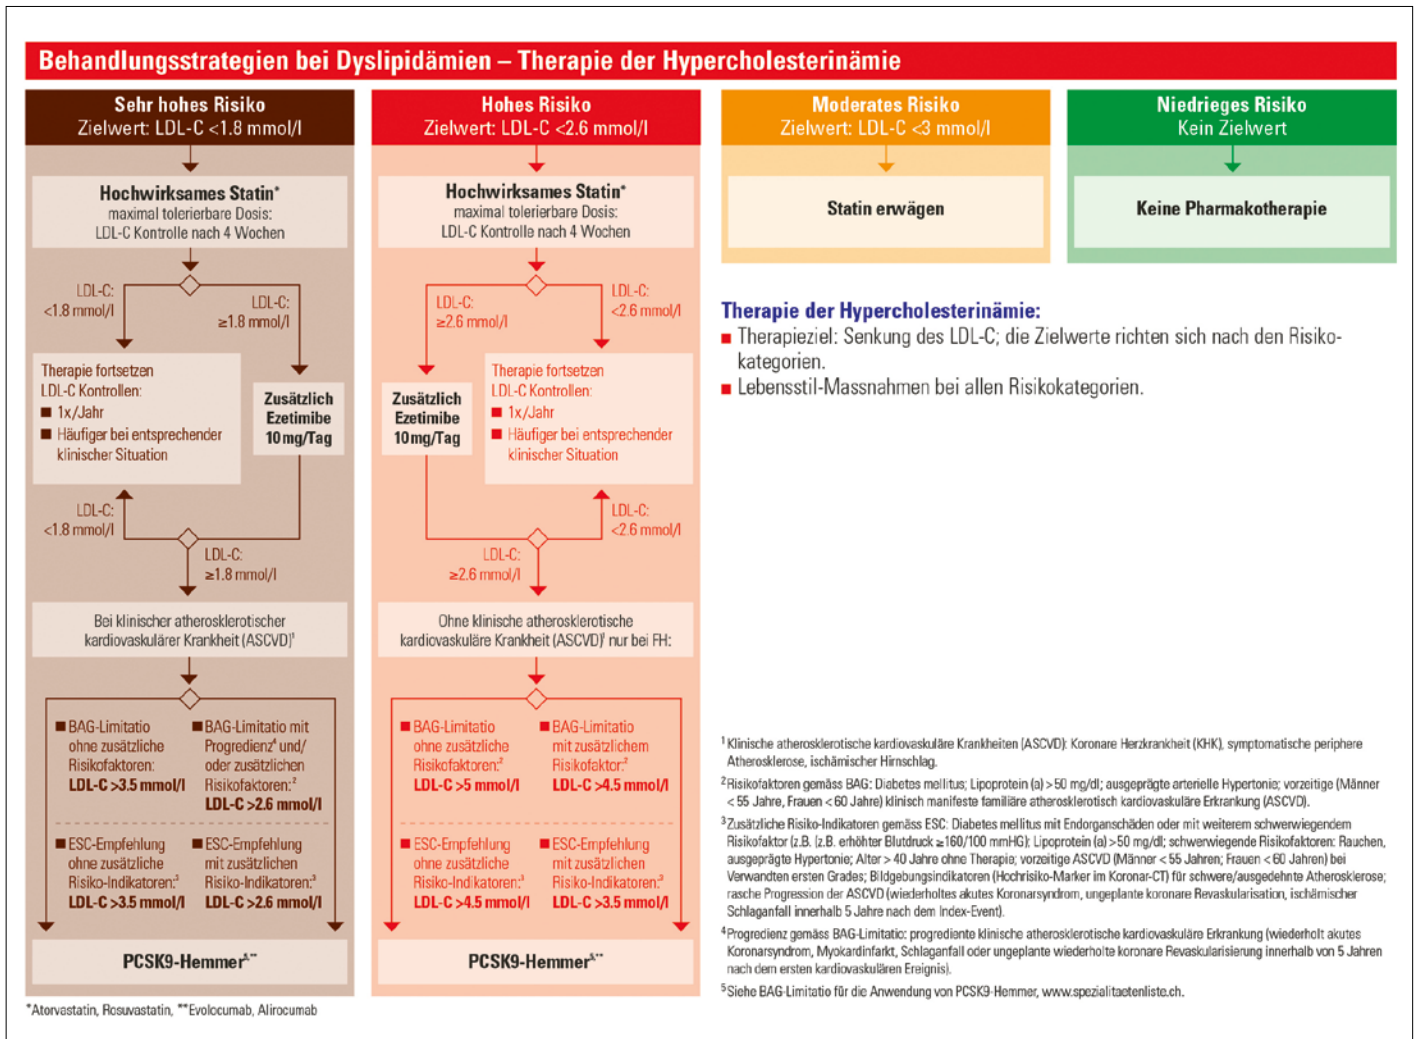 Behandlungsstrategien bei Dyslipidämien – Therapie der Hypercholesterinämie
Sehr hohes Risiko
Zielwert: LDL-C <1.8 mmol/l
Hochwirksames Statin*
maximal tolerierbare Dosis:
LDL-C Kontrolle nach 4 Wochen
LDL-C:
<1.8 mmol/l
LDL-C:
≥1.8 mmol/l
Therapie fortsetzen
LDL-C Kontrollen:
■ 1x/Jahr
■ Häufiger bei entsprechender
klinischer Situation
Zusätzlich
Ezetimibe
10 mg/Tag
LDL-C:
<1.8 mmol/l
LDL-C:
≥1.8 mmol/l
Bei klinischer atherosklerotischer
kardiovaskulärer Krankheit (ASCVD)¹
■ BAG-Limitatio
ohne zusätzliche
Risikofaktoren:
LDL-C >3.5 mmol/l
■ BAG-Limitatio mit
Progredienz⁴ und/
oder zusätzlichen
Risikofaktoren:²
LDL-C >2.6 mmol/l
■ ESC-Empfehlung
ohne zusätzliche
Risiko-Indikatoren:³
LDL-C >3.5 mmol/l
■ ESC-Empfehlung
mit zusätzlichen
Risiko-Indikatoren:³
LDL-C >2.6 mmol/l
PCSK9-Hemmer⁵,**
Hohes Risiko
Zielwert: LDL-C <2.6 mmol/l
Hochwirksames Statin*
maximal tolerierbare Dosis:
LDL-C Kontrolle nach 4 Wochen
LDL-C:
≥2.6 mmol/l
LDL-C:
<2.6 mmol/l
Zusätzlich
Ezetimibe
10 mg/Tag
Therapie fortsetzen
LDL-C Kontrollen:
■ 1x/Jahr
■ Häufiger bei entsprechender
klinischer Situation
LDL-C:
<2.6 mmol/l
LDL-C:
≥2.6 mmol/l
Ohne klinische atherosklerotische
kardiovaskuläre Krankheit (ASCVD)¹ nur bei FH:
■ BAG-Limitatio
ohne zusätzliche
Risikofaktoren:²
LDL-C >5 mmol/l
■ BAG-Limitatio
mit zusätzlichem
Risikofaktor:²
LDL-C >4.5 mmol/l
■ ESC-Empfehlung
ohne zusätzliche
Risiko-Indikatoren:³
LDL-C >4.5 mmol/l
■ ESC-Empfehlung
mit zusätzlichen
Risiko-Indikatoren:³
LDL-C >3.5 mmol/l
PCSK9-Hemmer⁵,**
Moderates Risiko
Zielwert: LDL-C <3 mmol/l
Statin erwägen
Niedrieges Risiko
Kein Zielwert
Keine Pharmakotherapie
Therapie der Hypercholesterinämie:
■ Therapieziel: Senkung des LDL-C; die Zielwerte richten sich nach den Risiko-
kategorien.
■ Lebensstil-Massnahmen bei allen Risikokategorien.
¹ Klinische atherosklerotische kardiovaskuläre Krankheiten (ASCVD): Koronare Herzkrankheit (KHK), symptomatische periphere
Atherosklerose, ischämischer Hirnschlag.
² Risikofaktoren gemäss BAG: Diabetes mellitus; Lipoprotein (a) > 50 mg/dl; ausgeprägte arterielle Hypertonie; vorzeitige (Männer
< 55 Jahre, Frauen < 60 Jahre) klinisch manifeste familiäre atherosklerotisch kardiovaskuläre Erkrankung (ASCVD).
³ Zusätzliche Risiko-Indikatoren gemäss ESC: Diabetes mellitus mit Endorganschäden oder mit weiterem schwerwiegendem
Risikofaktor (z.B. (z.B. erhöhter Blutdruck ≥160/100 mmHG); Lipoprotein (a) > 50 mg/dl; schwerwiegende Risikofaktoren: Rauchen,
ausgeprägte Hypertonie; Alter > 40 Jahre ohne Therapie; vorzeitige ASCVD (Männer < 55 Jahren; Frauen < 60 Jahren) bei
Verwandten ersten Grades; Bildgebungsindikatoren (Hochrisiko-Marker im Koronar-CT) für schwere/ausgedehnte Atherosklerose;
rasche Progression der ASCVD (wiederholtes akutes Koronarsyndrom, ungeplante koronare Revaskularisation, ischämischer
Schlaganfall innerhalb 5 Jahre nach dem Index-Event).
⁴ Progredienz gemäss BAG-Limitatio: progrediente klinische atherosklerotische kardiovaskuläre Erkrankung (wiederholt akutes
Koronarsyndrom, Myokardinfarkt, Schlaganfall oder ungeplante wiederholte koronare Revaskularisierung innerhalb von 5 Jahren
nach dem ersten kardiovaskulären Ereignis).
⁵ Siehe BAG-Limitatio für die Anwendung von PCSK9-Hemmer, www.spezialitaetenliste.ch.
*Atorvastatin, Rosuvastatin, **Evolocumab, Alirocumab